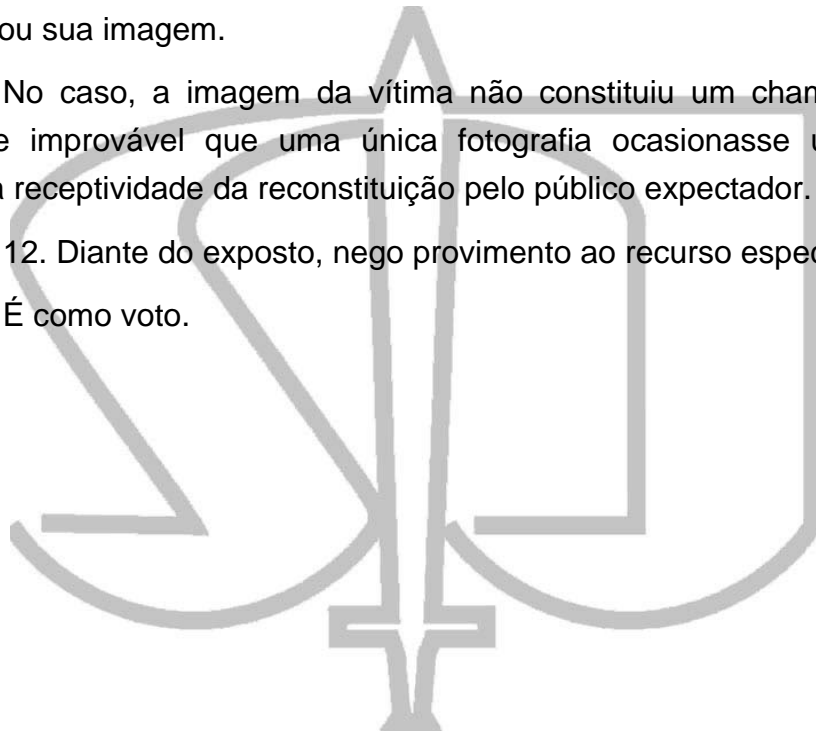 ou sua imagem.
No caso, a imagem da vítima não constituiu um cham
e improvável que uma única fotografia ocasionasse u
a receptividade da reconstituição pelo público expectador.
12. Diante do exposto, nego provimento ao recurso espec
É como voto.